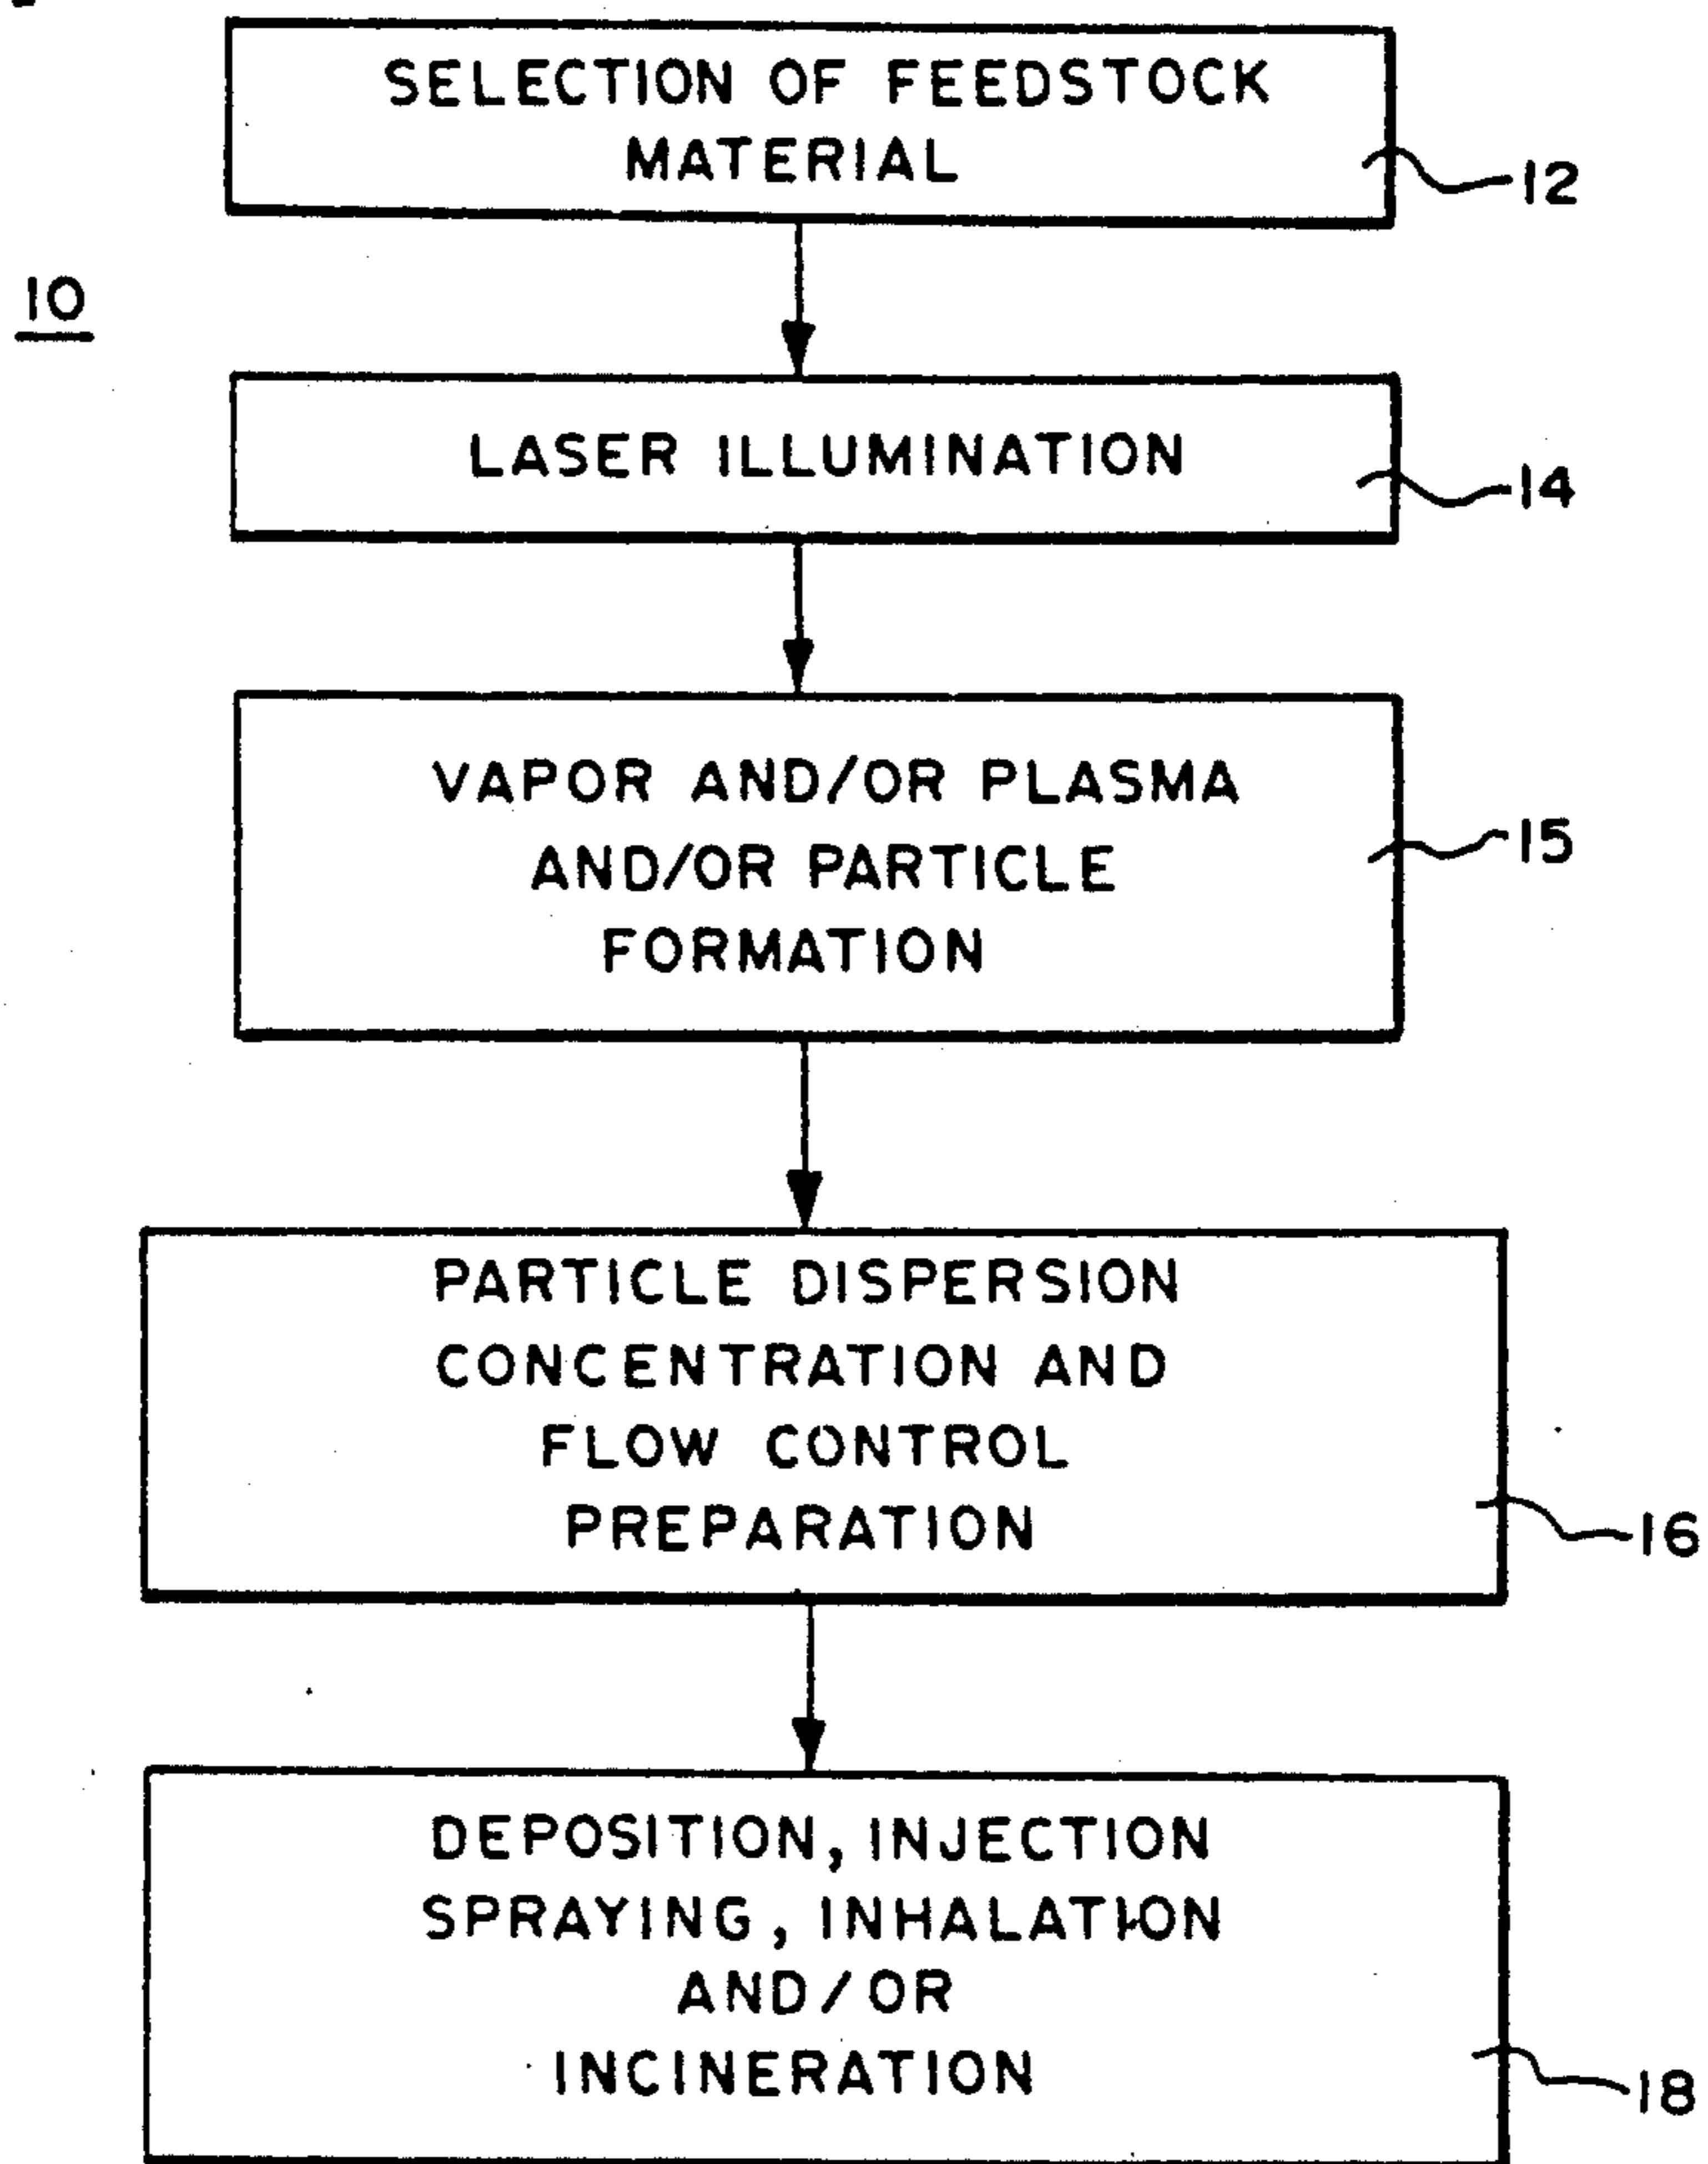 SELECTION OF FEEDSTOCK
MATERIAL
12
10
LASER ILLUMINATION
14
VAPOR AND/OR PLASMA
AND/OR PARTICLE
FORMATION
15
PARTICLE DISPERSION
CONCENTRATION AND
FLOW CONTROL
PREPARATION
16
DEPOSITION, INJECTION
SPRAYING, INHALATION
AND/OR
INCINERATION
18